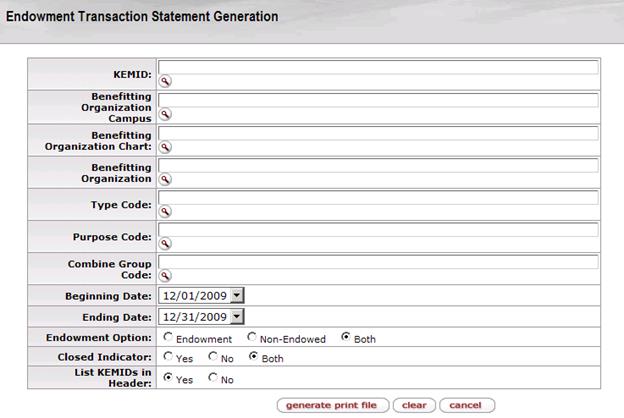 Endowment Transaction Statement Generation
KEMID:
Benefitting
Organization
Campus
Benefitting
Organization Chart:
Benefitting
Organization
Type Code:
Purpose Code:
Combine Group
Code:
Beginning Date: 12/01/2009
Ending Date: 12/31/2009
Endowment Option: Endowment Non-Endowed Both
Closed Indicator: Yes No Both
List KEMIDs in
Header: Yes No
generate print file clear cancel